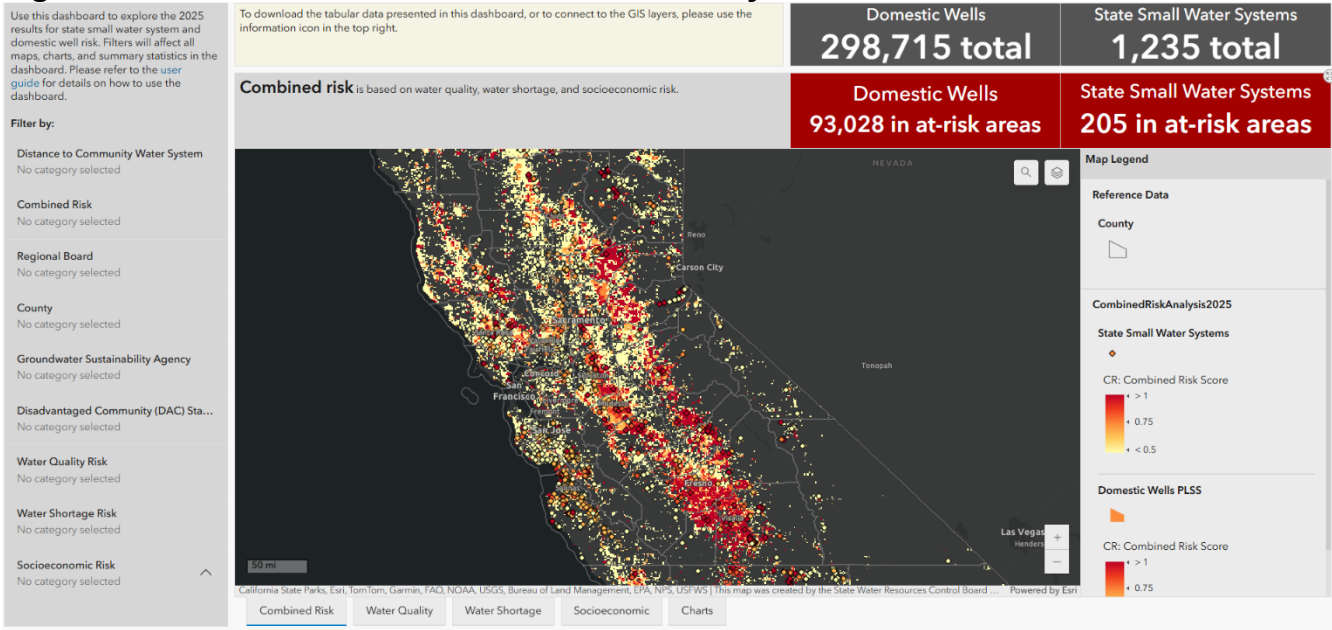 Use this dashboard to explore the 2025
results for state small water system and
domestic well risk. Filters will affect all
maps, charts, and summary statistics in the
dashboard. Please refer to the user
guide for details on how to use the
dashboard.
Filter by:
Distance to Community Water System
No category selected
Combined Risk
No category selected
Regional Board
No category selected
County
No category selected
Groundwater Sustainability Agency
No category selected
Disadvantaged Community (DAC) Sta...
No category selected
Water Quality Risk
No category selected
Water Shortage Risk
No category selected
Socioeconomic Risk
No category selected
To download the tabular data presented in this dashboard, or to connect to the GIS layers, please use the
information icon in the top right.
Domestic Wells
298,715 total
State Small Water Systems
1,235 total
Combined risk is based on water quality, water shortage, and socioeconomic risk.
Domestic Wells
93,028 in at-risk areas
State Small Water Systems
205 in at-risk areas
NEVADA
Reno
Carson City
Sacramento
Concord
San
Francisco
Fremont
San Jose
Salinas
Fresno
Visalia
Tonopah
Las Vegas
Henders
+
−
50 mi
California State Parks, Esri, TomTom, Garmin, FAO, NOAA, USGS, Bureau of Land Management, EPA, NPS, USFWS | This map was created by the State Water Resources Control Board ...
Powered by Esri
Map Legend
Reference Data
County
CombinedRiskAnalysis2025
State Small Water Systems
CR: Combined Risk Score
> 1
0.75
< 0.5
Domestic Wells PLSS
CR: Combined Risk Score
> 1
0.75
Combined Risk
Water Quality
Water Shortage
Socioeconomic
Charts